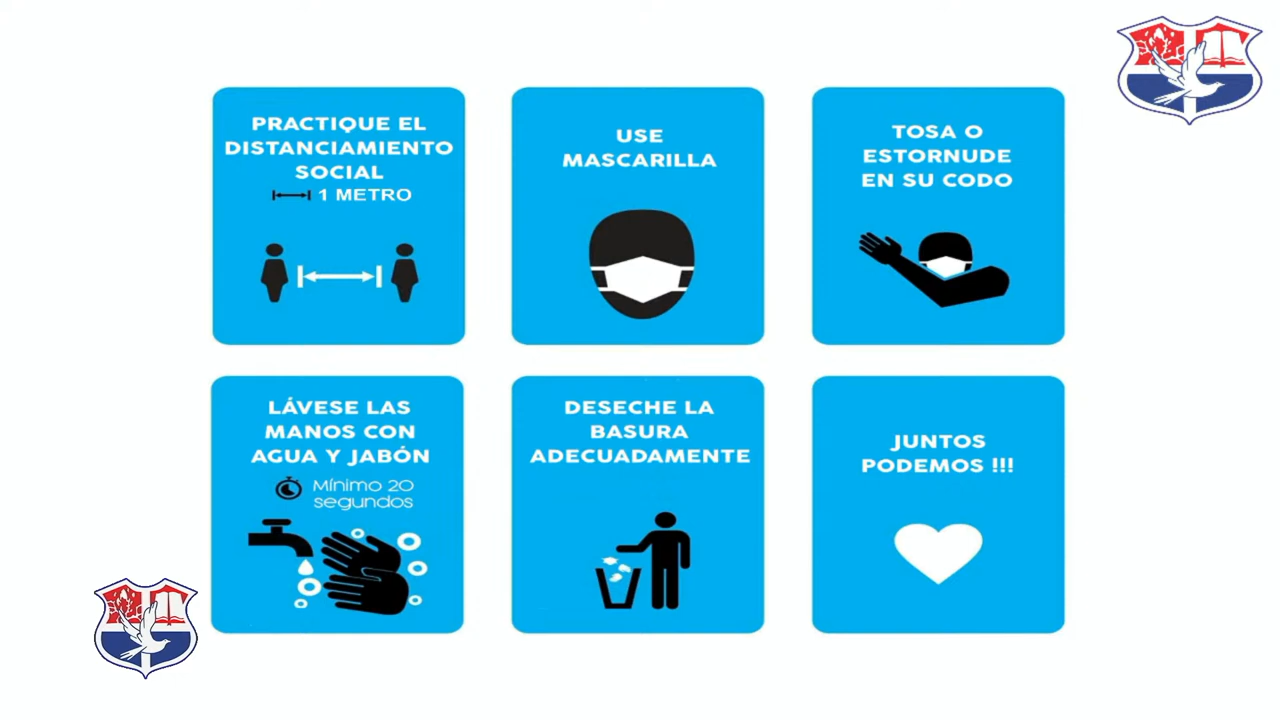 PRACTIQUE EL
DISTANCIAMIENTO
SOCIAL
1 METRO
USE
MASCARILLA
TOSA O
ESTORNUDE
EN SU CODO
LÁVESE LAS
MANOS CON
AGUA Y JABÓN
Mínimo 20
segundos
DESECHE LA
BASURA
ADECUADAMENTE
JUNTOS
PODEMOS !!!